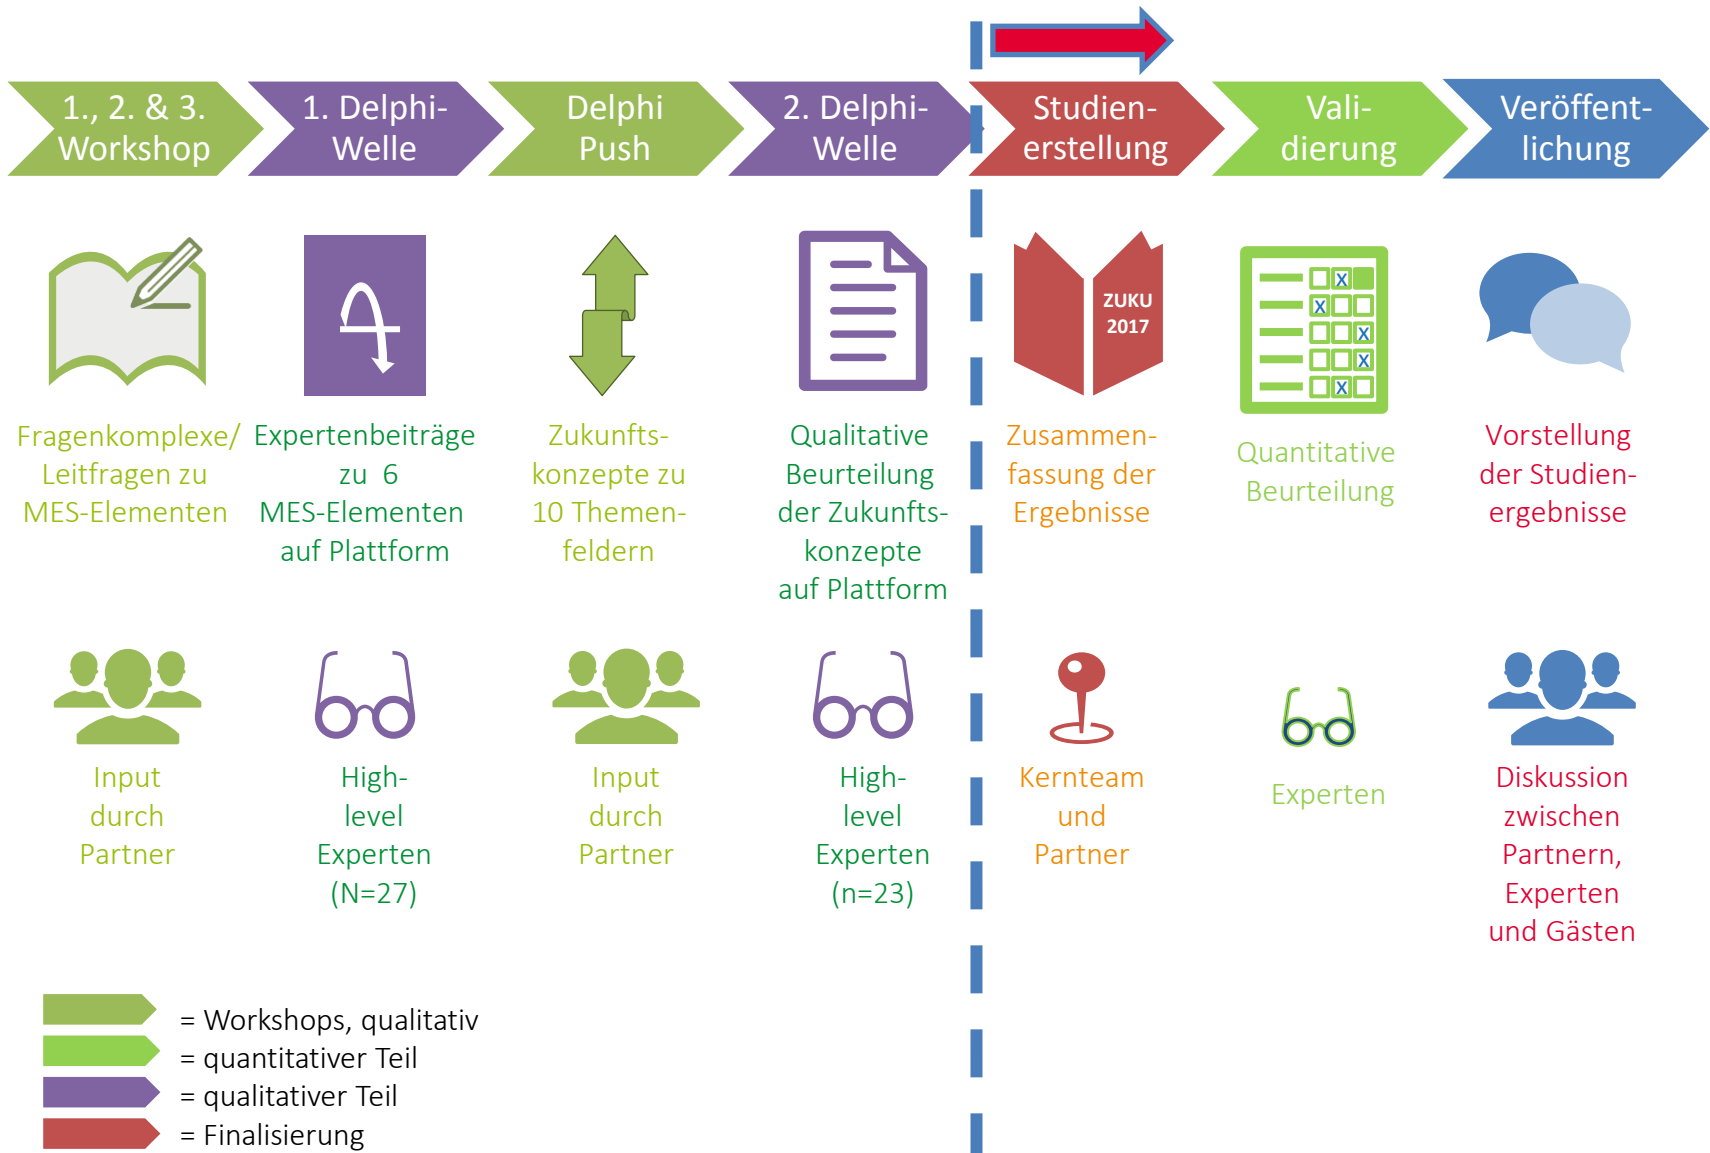 1., 2. & 3.
Workshop
1. Delphi-
Welle
Delphi
Push
2. Delphi-
Welle
Studien-
erstellung
Vali-
dierung
Veröffent-
lichung
ZUKU
2017
X
X
X
X
X
Fragenkomplexe/
Leitfragen zu
MES-Elementen
Expertenbeiträge
zu 6
MES-Elementen
auf Plattform
Zukunfts-
konzepte zu
10 Themen-
feldern
Qualitative
Beurteilung
der Zukunfts-
konzepte
auf Plattform
Zusammen-
fassung der
Ergebnisse
Quantitative
Beurteilung
Vorstellung
der Studien-
ergebnisse
Input
durch
Partner
High-
level
Experten
(N=27)
Input
durch
Partner
High-
level
Experten
(n=23)
Kernteam
und
Partner
Experten
Diskussion
zwischen
Partnern,
Experten
und Gästen
= Workshops, qualitativ
= quantitativer Teil
= qualitativer Teil
= Finalisierung